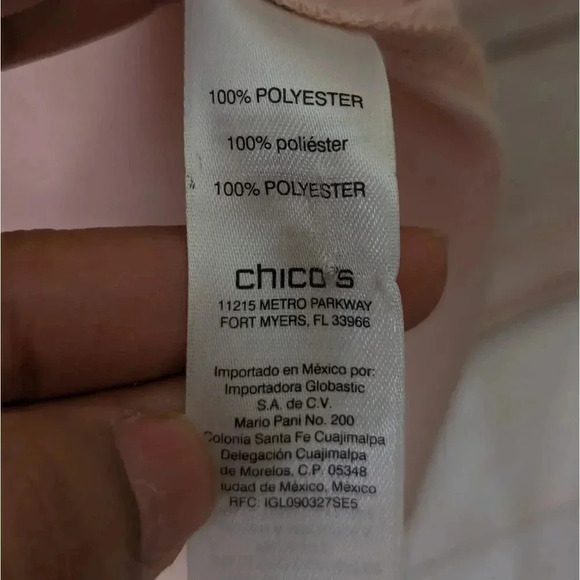 100% POLYESTER
100% poliéster
100% POLYESTER
chico's
11215 METRO PARKWAY
FORT MYERS, FL 33966
Importado en México por:
Importadora Globastic
S.A. de C.V.
Mario Pani No. 200
Colonia Santa Fe Cuajimalpa
Delegación Cuajimalpa
de Morelos. C.P. 05348
iudad de México, México
RFC: IGL090327SE5